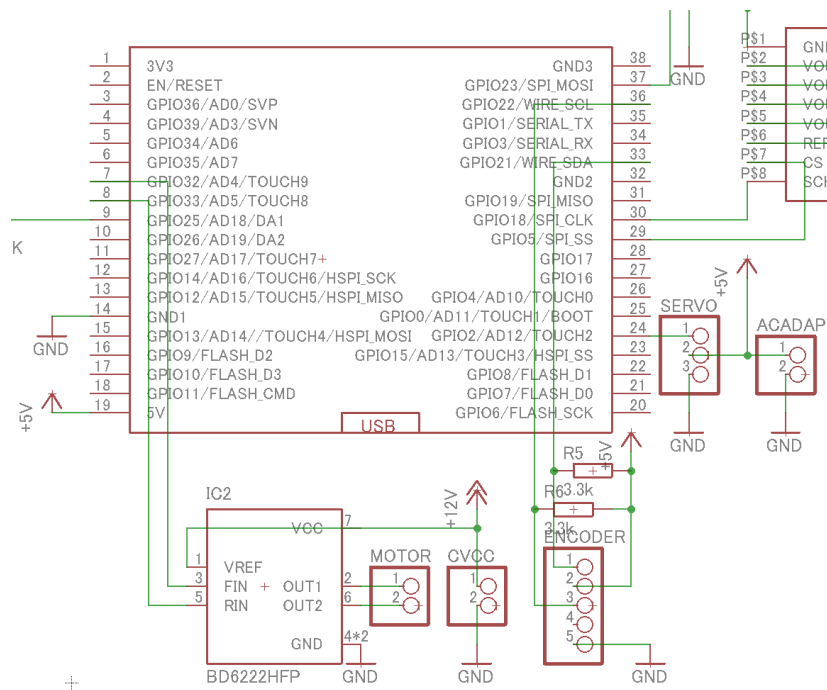 1 3V3 GND3 38
2 EN/RESET GPIO23/SPI_MOSI 37
3 GPIO36/AD0/SVP GPIO22/WIRE_SCL 36
4 GPIO39/AD3/SVN GPIO1/SERIAL_TX 35
5 GPIO34/AD6 GPIO3/SERIAL_RX 34
6 GPIO35/AD7 GPIO21/WIRE_SDA 33
7 GPIO32/AD4/TOUCH9 GND2 32
8 GPIO33/AD5/TOUCH8 GPIO19/SPI_MISO 31
9 GPIO25/AD18/DA1 GPIO18/SPI_CLK 30
10 GPIO26/AD19/DA2 GPIO5/SPI_SS 29
11 GPIO27/AD17/TOUCH7 GPIO17 28
12 GPIO14/AD16/TOUCH6/HSPI_SCK GPIO16 27
13 GPIO12/AD15/TOUCH5/HSPI_MISO GPIO4/AD10/TOUCH0 26
14 GND1 GPIO0/AD11/TOUCH1/BOOT 25
15 GPIO13/AD14//TOUCH4/HSPI_MOSI GPIO2/AD12/TOUCH2 24
16 GPIO9/FLASH_D2 GPIO15/AD13/TOUCH3/HSPI_SS 23
17 GPIO10/FLASH_D3 GPIO8/FLASH_D1 22
18 GPIO11/FLASH_CMD GPIO7/FLASH_D0 21
19 5V GPIO6/FLASH_SCK 20
USB
K
GND
+5V
GND
P$1 GN
P$2 VO
P$3 VO
P$4 VO
P$5 VO
P$6 REF
P$7 CS
P$8 SCK
+5V
SERVO
1
2
3
GND
ACADAP
1
2
GND
+5V
R5
3.3k
R6
3.3k
ENCODER
1
2
3
4
5
GND
IC2
VCC 7
1 VREF
3 FIN OUT1 2
5 RIN OUT2 6
GND 4*2
BD6222HFP
GND
MOTOR
1
2
+12V
CVCC
1
2
GND